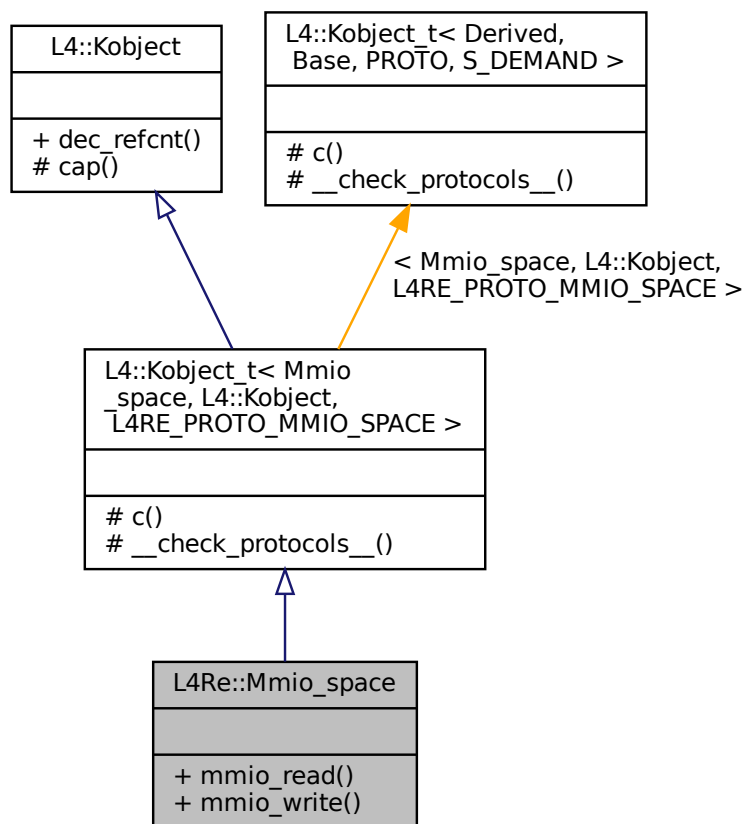 L4::Kobject
+ dec_refcnt()
# cap()
L4::Kobject_t< Derived,
Base, PROTO, S_DEMAND >
# c()
# __check_protocols__()
< Mmio_space, L4::Kobject,
L4RE_PROTO_MMIO_SPACE >
L4::Kobject_t< Mmio
_space, L4::Kobject,
L4RE_PROTO_MMIO_SPACE >
# c()
# __check_protocols__()
L4Re::Mmio_space
+ mmio_read()
+ mmio_write()